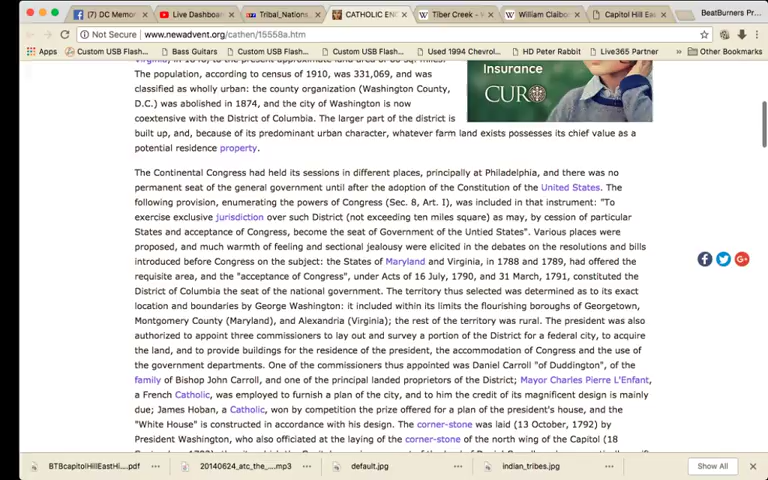 (7) DC Memor
Live Dashboar
Tribal_Nations
CATHOLIC EN
Tiber Creek - W
William Claibo
Capitol Hill Eas
BeatBurners Pr...
Not Secure
www.newadvent.org/cathen/15558a.htm
Apps
Custom USB Flash...
Bass Guitars
Custom USB Flash...
Custom USB Flash...
Used 1994 Chevrol...
HD Peter Rabbit
Live365 Partner
Other Bookmarks
The population, according to census of 1910, was 331,069, and was
classified as wholly urban: the county organization (Washington County,
D.C.) was abolished in 1874, and the city of Washington is now
coextensive with the District of Columbia. The larger part of the district is
built up, and, because of its predominant urban character, whatever farm land exists possesses its chief value as a
potential residence property.
Insurance
CURO
The Continental Congress had held its sessions in different places, principally at Philadelphia, and there was no
permanent seat of the general government until after the adoption of the Constitution of the United States. The
following provision, enumerating the powers of Congress (Sec. 8, Art. I), was included in that instrument: "To
exercise exclusive jurisdiction over such District (not exceeding ten miles square) as may, by cession of particular
States and acceptance of Congress, become the seat of Government of the Untied States". Various places were
proposed, and much warmth of feeling and sectional jealousy were elicited in the debates on the resolutions and bills
introduced before Congress on the subject: the States of Maryland and Virginia, in 1788 and 1789, had offered the
requisite area, and the "acceptance of Congress", under Acts of 16 July, 1790, and 31 March, 1791, constituted the
District of Columbia the seat of the national government. The territory thus selected was determined as to its exact
location and boundaries by George Washington: it included within its limits the flourishing boroughs of Georgetown,
Montgomery County (Maryland), and Alexandria (Virginia); the rest of the territory was rural. The president was also
authorized to appoint three commissioners to lay out and survey a portion of the District for a federal city, to acquire
the land, and to provide buildings for the residence of the president, the accommodation of Congress and the use of
the government departments. One of the commissioners thus appointed was Daniel Carroll "of Duddington", of the
family of Bishop John Carroll, and one of the principal landed proprietors of the District; Mayor Charles Pierre L'Enfant,
a French Catholic, was employed to furnish a plan of the city, and to him the credit of its magnificent design is mainly
due; James Hoban, a Catholic, won by competition the prize offered for a plan of the president's house, and the
"White House" is constructed in accordance with his design. The corner-stone was laid (13 October, 1792) by
President Washington, who also officiated at the laying of the corner-stone of the north wing of the Capitol (18
BTBcapitolHillEastHi....pdf
20140624_atc_the_....mp3
default.jpg
indian_tribes.jpg
Show All